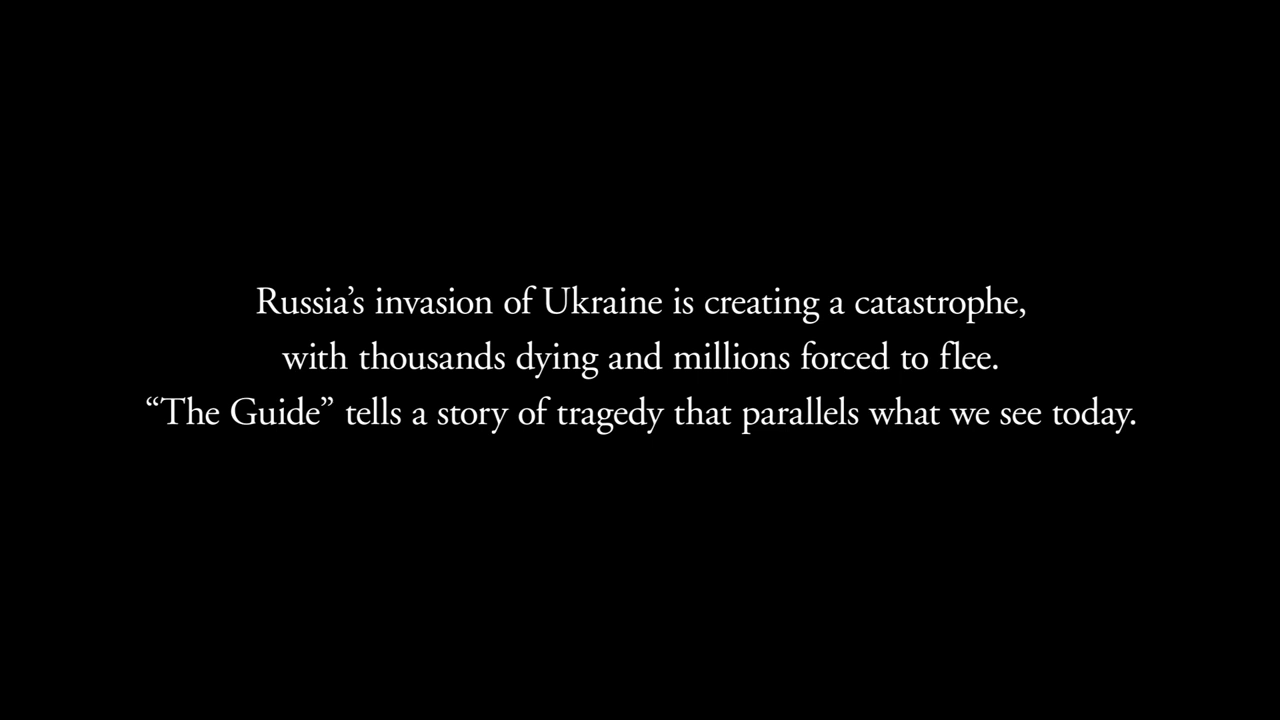 Russia’s invasion of Ukraine is creating a catastrophe,
with thousands dying and millions forced to flee.
“The Guide” tells a story of tragedy that parallels what we see today.